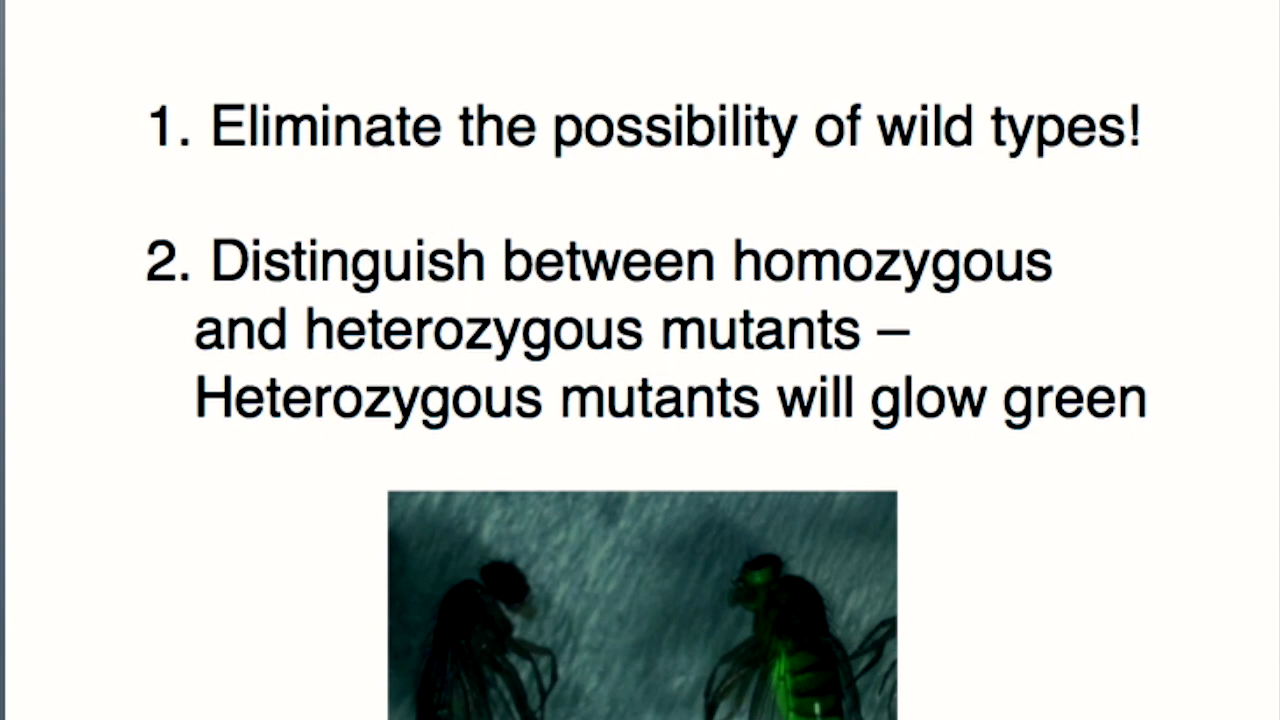 1. Eliminate the possibility of wild types!
2. Distinguish between homozygous
and heterozygous mutants –
Heterozygous mutants will glow green